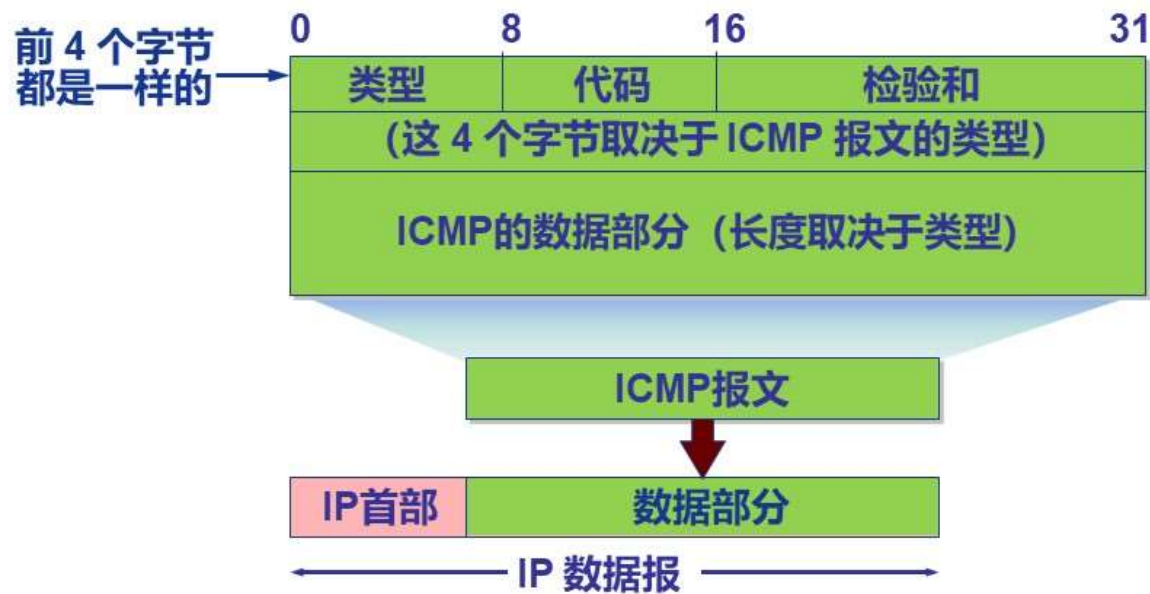 0 8 16 31
前 4 个字节
都是一样的
类型 代码 检验和
(这 4 个字节取决于 ICMP 报文的类型)
ICMP的数据部分（长度取决于类型)
ICMP报文
IP首部 数据部分
IP 数据报